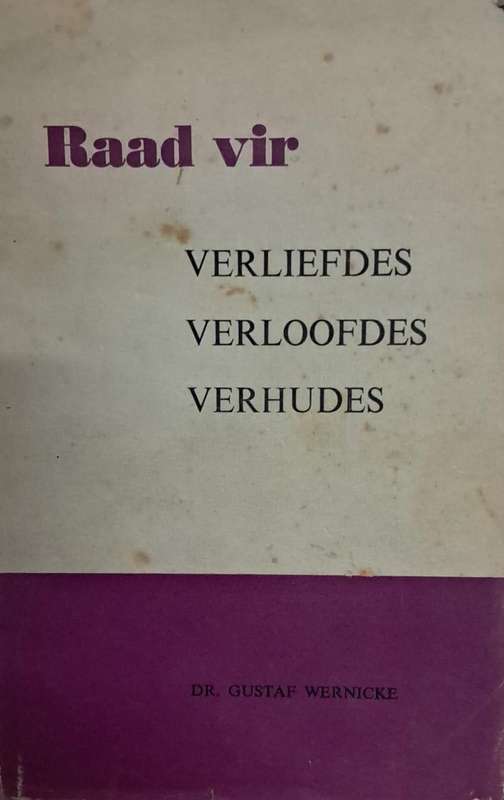 Raad vir
VERLIEFDES
VERLOOFDES
VERHUDES
DR. GUSTAF WERNICKE